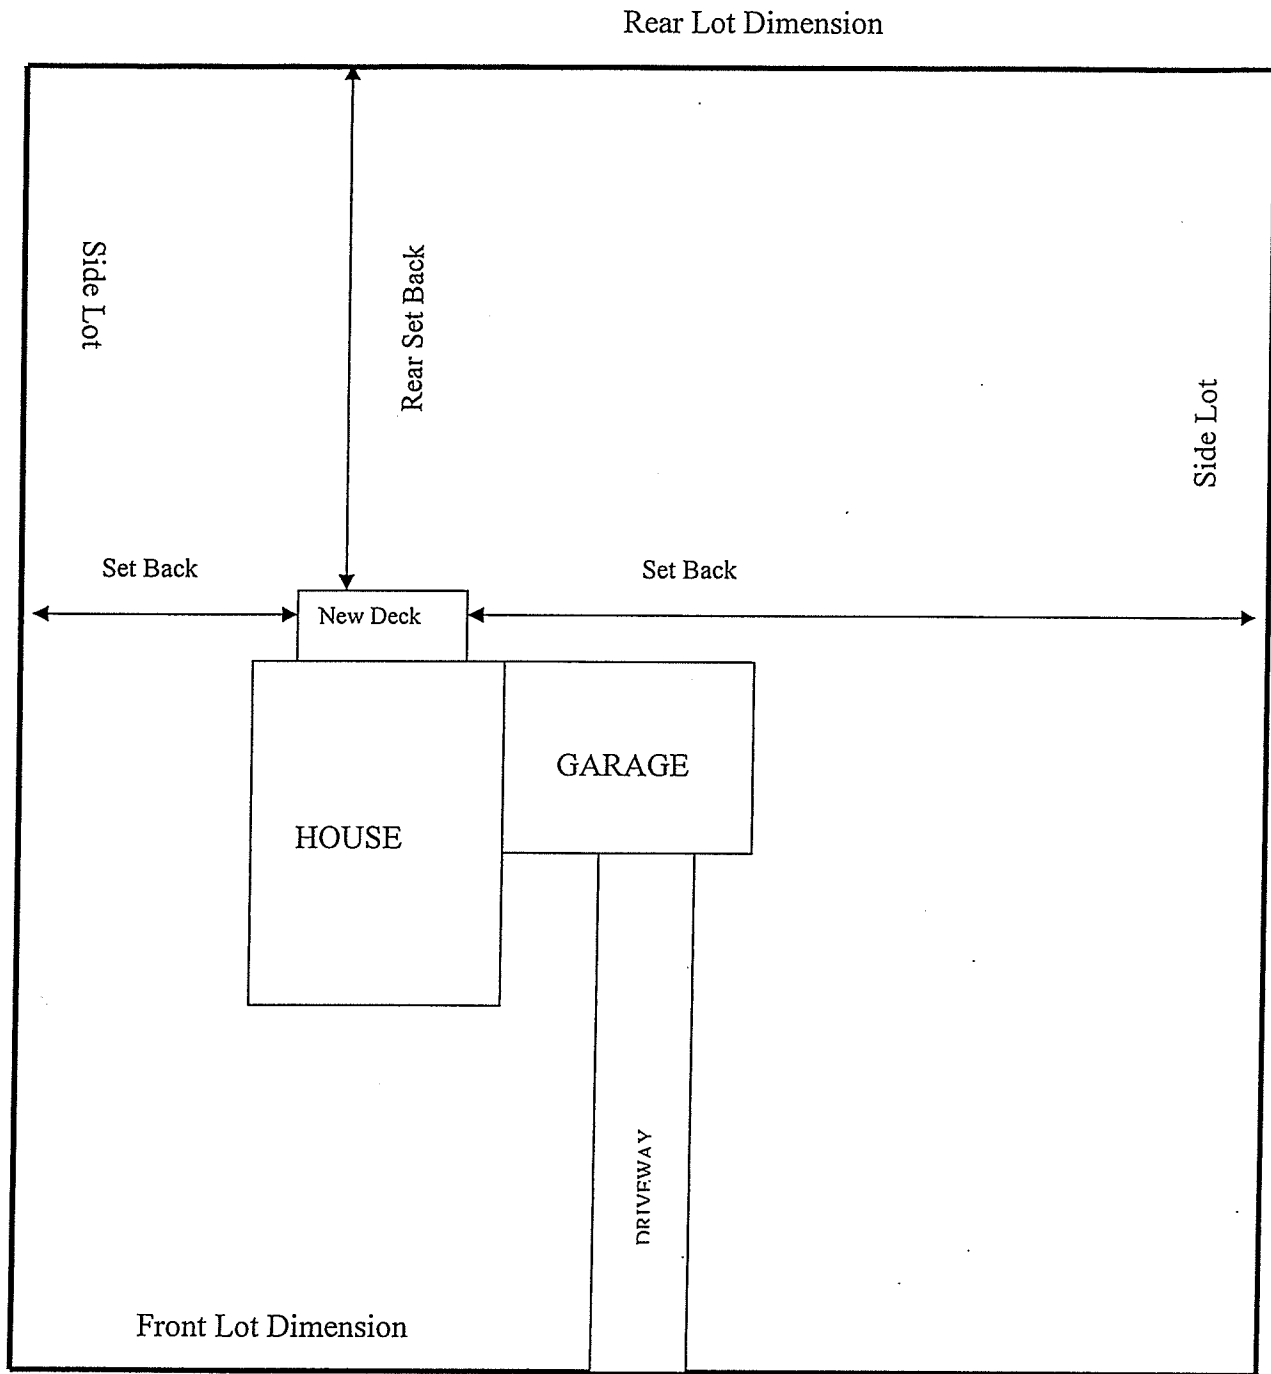 Rear Lot Dimension
Side Lot
Rear Set Back
Side Lot
Set Back
Set Back
New Deck
GARAGE
HOUSE
DRIVEWAY
Front Lot Dimension